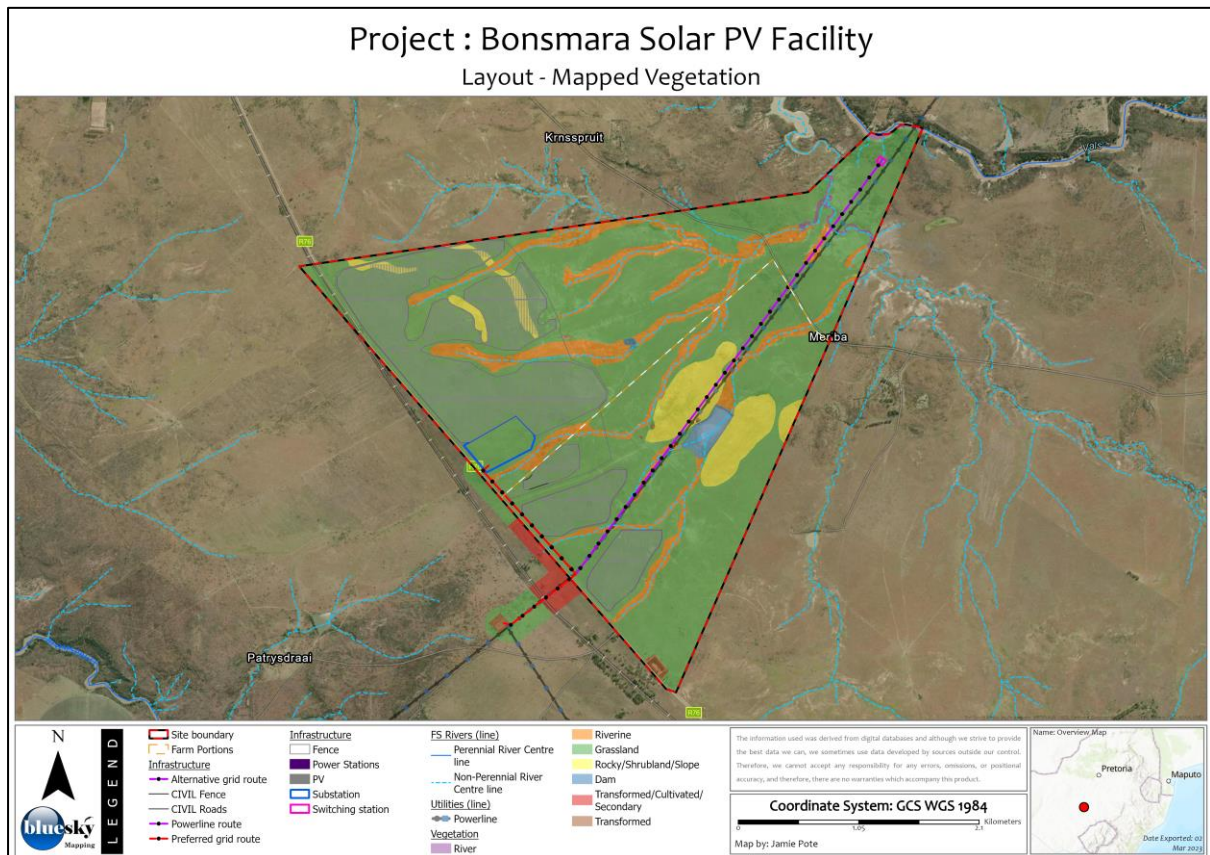 Project : Bonsmara Solar PV Facility
Layout - Mapped Vegetation
Krnsspruit
Vals
R76
Meriba
Patrysdraai
R76
N
bluesky
Mapping
LEGEND
Site boundary
Farm Portions
Infrastructure
Alternative grid route
CIVIL Fence
CIVIL Roads
Powerline route
Preferred grid route
Infrastructure
Fence
Power Stations
PV
Substation
Switching station
FS Rivers (line)
Perennial River Centre
line
Non-Perennial River
Centre line
Utilities (line)
Powerline
Vegetation
River
Riverine
Grassland
Rocky/Shrubland/Slope
Dam
Transformed/Cultivated/
Secondary
Transformed
The information used was derived from digital databases and although we strive to provide
the best data we can, we sometimes use data developed by sources outside our control.
Therefore, we cannot accept any responsibility for any errors, omissions, or positional
accuracy, and therefore, there are no warranties which accompany this product.
Coordinate System: GCS WGS 1984
Kilometers
0 1.05 2.1
Map by: Jamie Pote
Name: Overview Map
Pretoria
Maputo
Date Exported: 02
Mar 2023